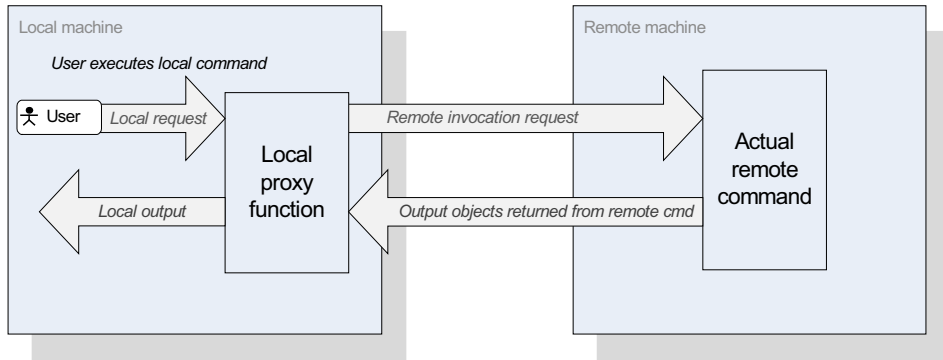 Local machine
Remote machine
User executes local command
User
Local request
Remote invocation request
Local
proxy
function
Actual
remote
command
Local output
Output objects returned from remote cmd